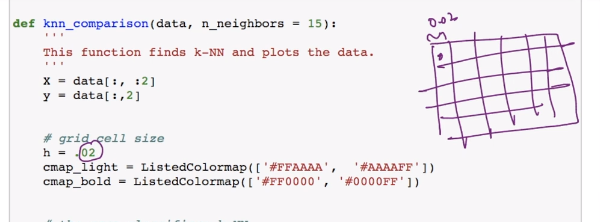 def knn_comparison(data, n_neighbors = 15):
'''
This function finds k-NN and plots the data.
'''
X = data[:, :2]
y = data[:,2]
# grid cell size
h = .02
cmap_light = ListedColormap(['#FFAAAA', '#AAAAFF'])
cmap_bold = ListedColormap(['#FF0000', '#0000FF'])
0.02